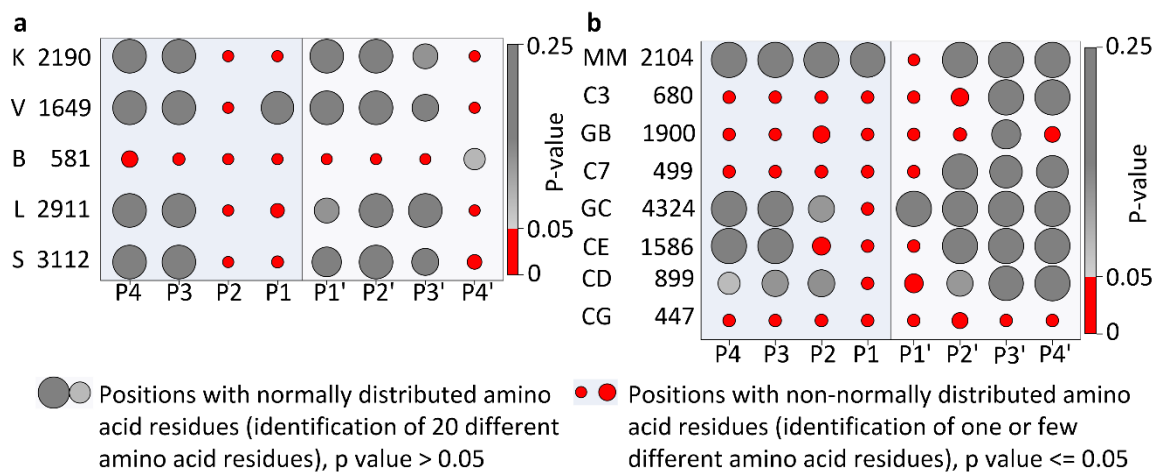 a
K 2190
V 1649
B 581
L 2911
S 3112
P4 P3 P2 P1 P1' P2' P3' P4'
0.25
P-value
0.05
0
b
MM 2104
C3 680
GB 1900
C7 499
GC 4324
CE 1586
CD 899
CG 447
P4 P3 P2 P1 P1' P2' P3' P4'
0.25
P-value
0.05
0
Positions with normally distributed amino
acid residues (identification of 20 different
amino acid residues), p value > 0.05
Positions with non-normally distributed amino
acid residues (identification of one or few
different amino acid residues), p value <= 0.05